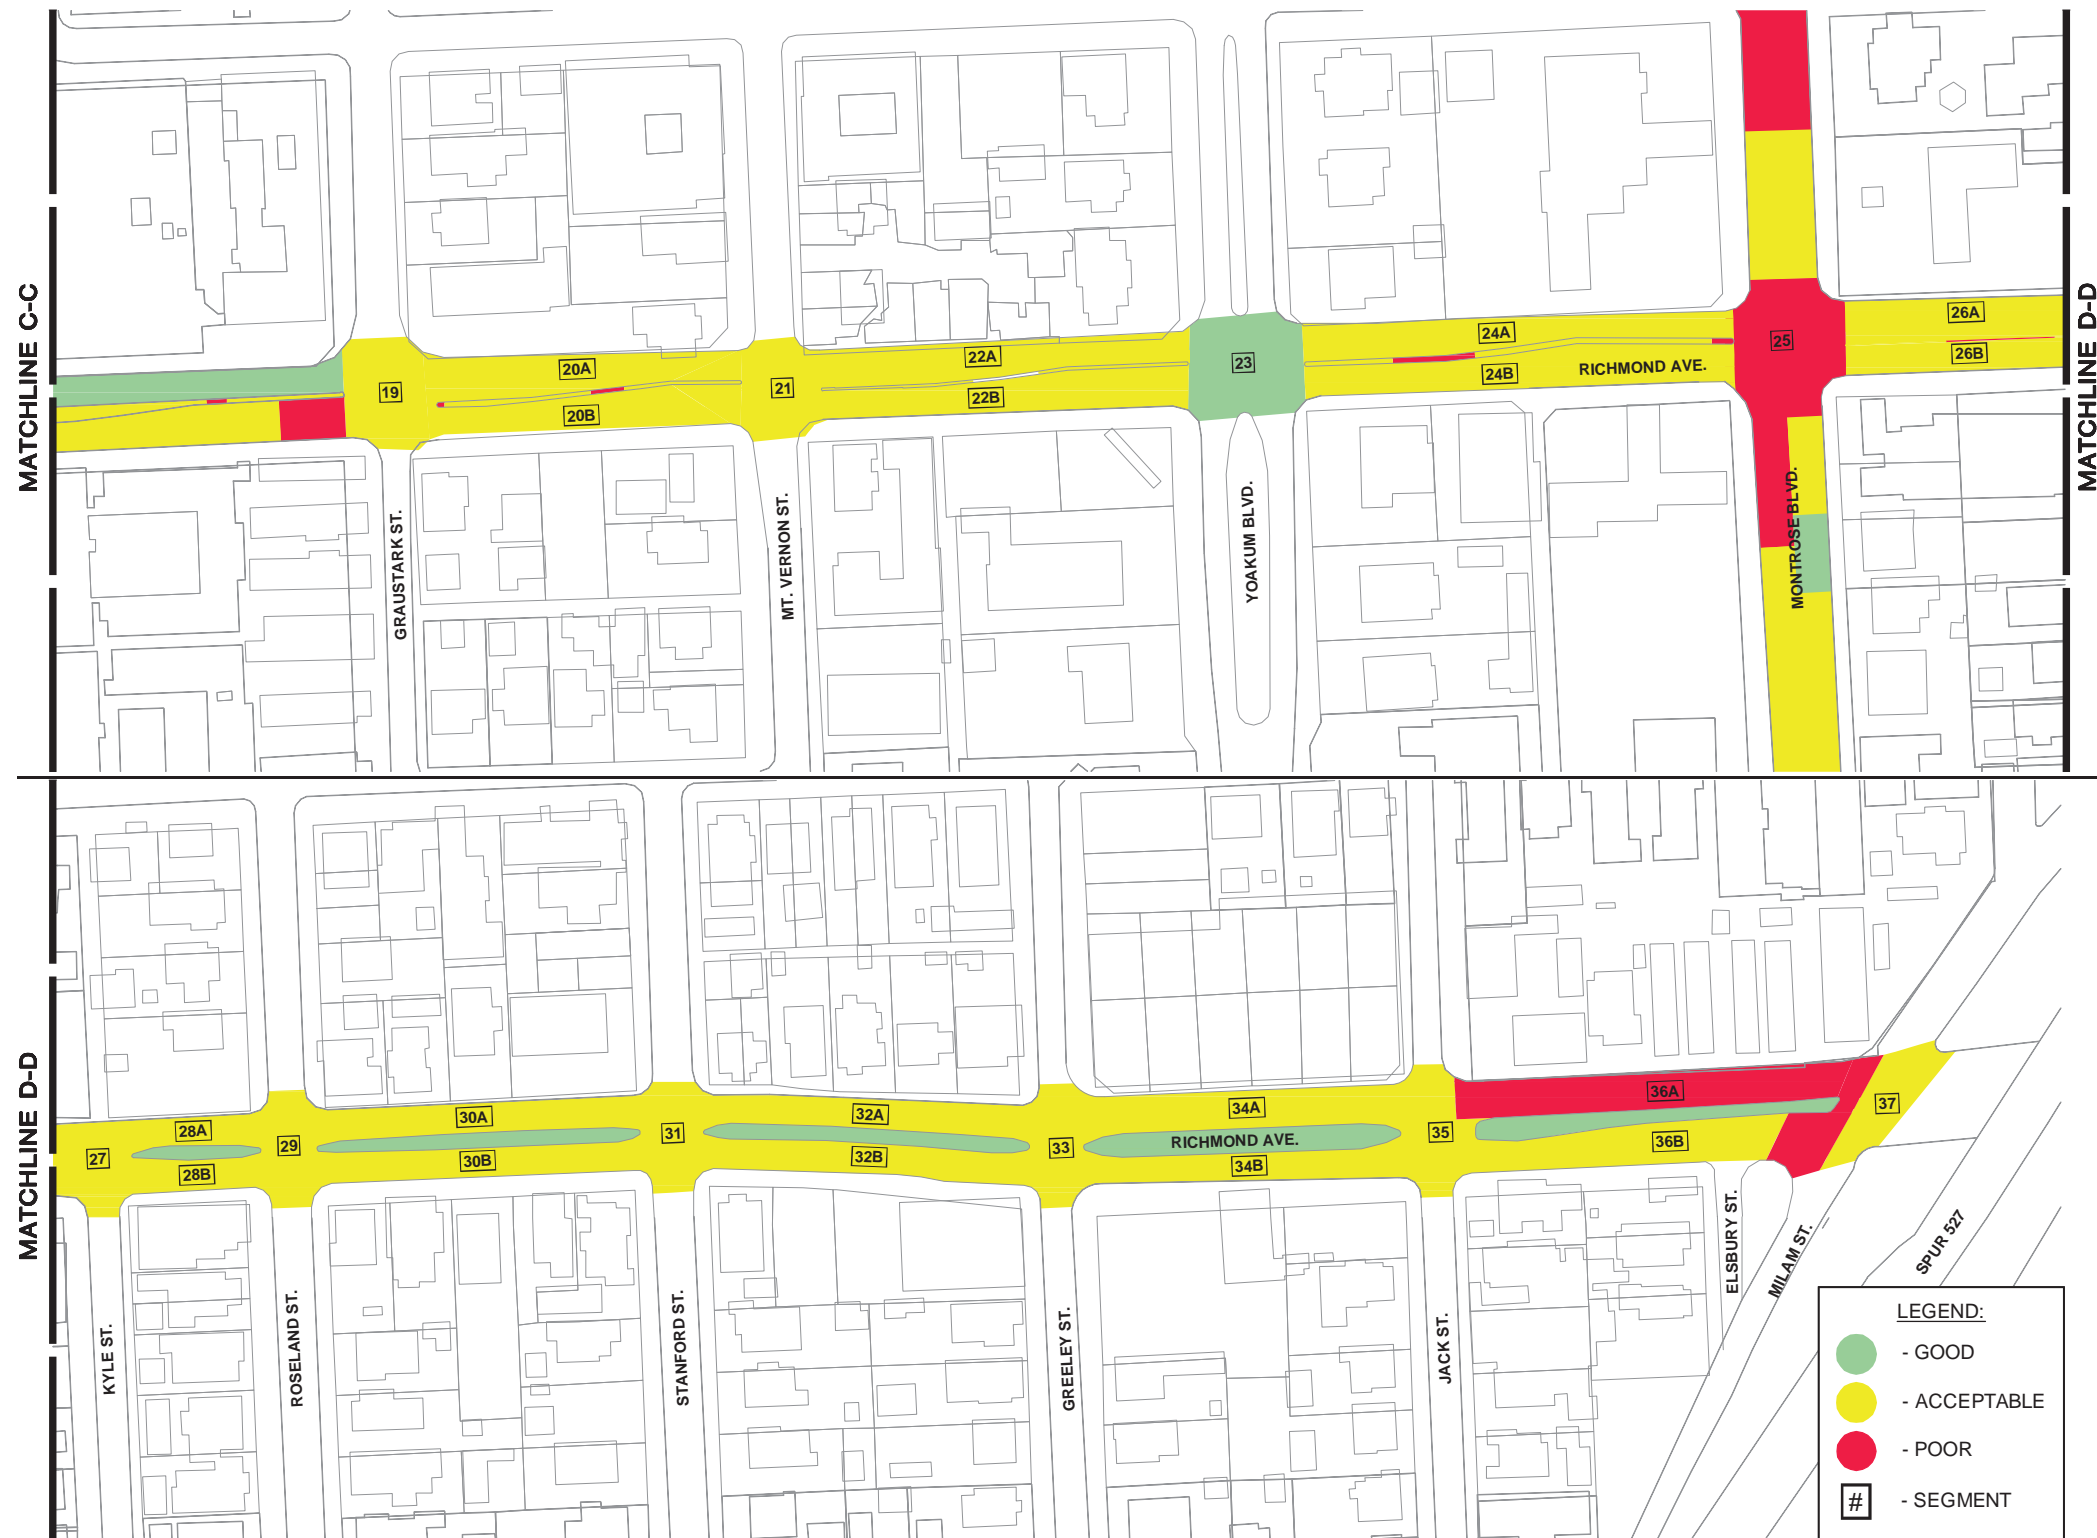 MATCHLINE C-C
19
20A
20B
21
22A
22B
23
24A
24B
RICHMOND AVE.
25
26A
26B
MATCHLINE D-D
GRAUSTARK ST.
MT. VERNON ST.
YOAKUM BLVD.
MONTROSE BLVD.
MATCHLINE D-D
27
28A
28B
29
30A
30B
31
32A
32B
33
34A
RICHMOND AVE.
34B
35
36A
36B
37
KYLE ST.
ROSELAND ST.
STANFORD ST.
GREELEY ST.
JACK ST.
ELSBURY ST.
MILAM ST.
SPUR 527
LEGEND:
- GOOD
- ACCEPTABLE
- POOR
# - SEGMENT